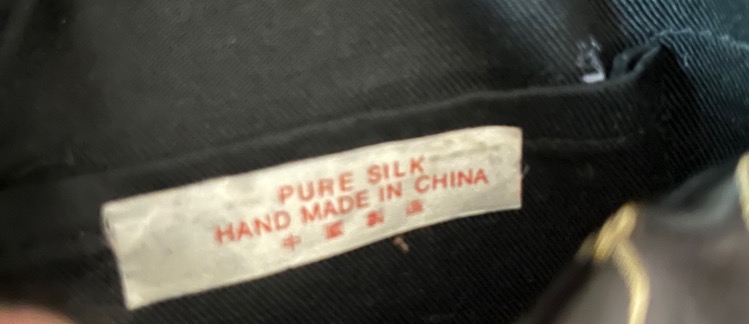 PURE SILK
HAND MADE IN CHINA
中國製造